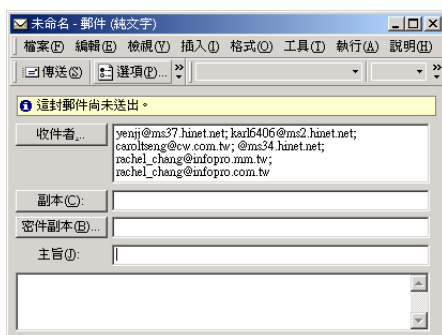 未命名 - 郵件 (純文字)
檔案(F) 編輯(E) 檢視(V) 插入(I) 格式(O) 工具(T) 執行(A) 說明(H)
傳送(S) 選項(P)...
這封郵件尚未送出。
收件者... yenjj@ms37.hinet.net; karl6406@ms2.hinet.net;
caroltseng@cw.com.tw; @ms34.hinet.net;
rachel_chang@infopro.mm.tw;
rachel_chang@infopro.com.tw
副本(C):
密件副本(B)...
主旨(J):